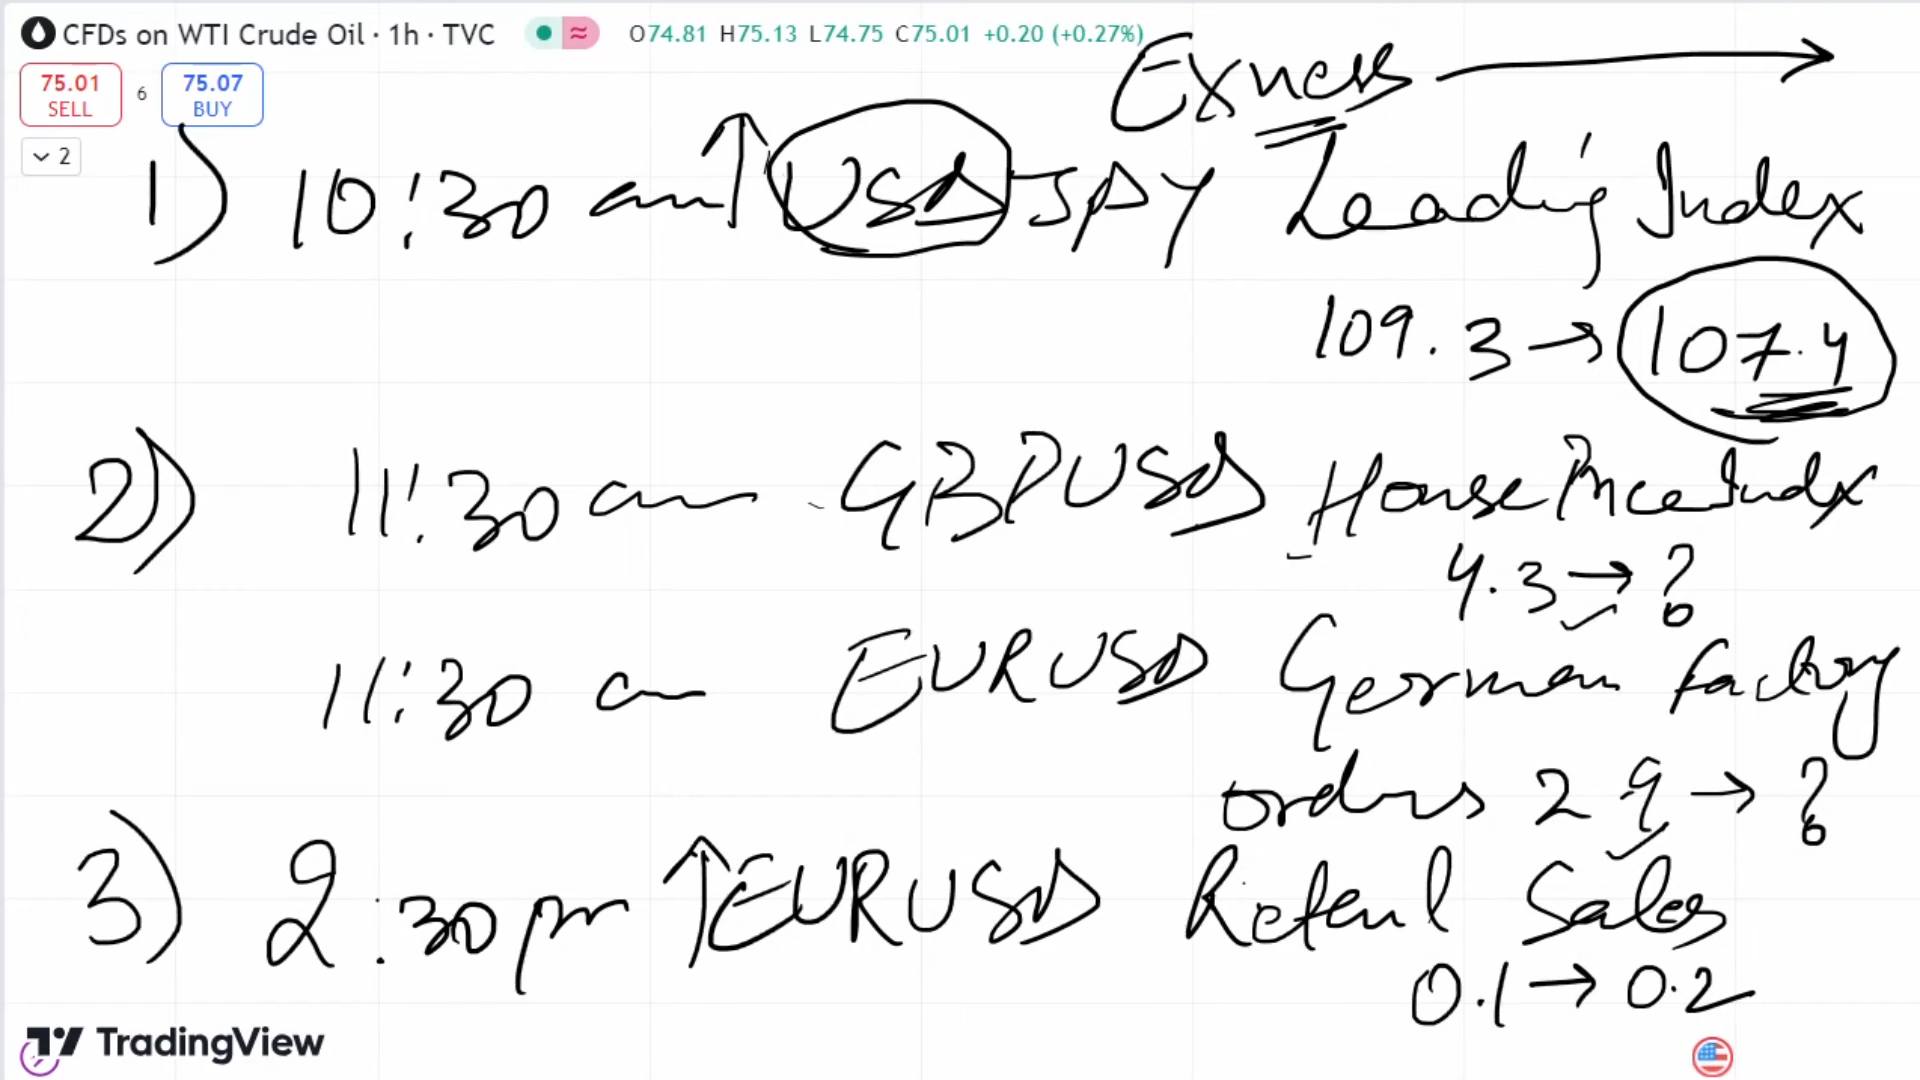 CFDs on WTI Crude Oil · 1h · TVC ≈ O74.81 H75.13 L74.75 C75.01 +0.20 (+0.27%)
Exness →
75.01 SELL 6 75.07 BUY
2
1) 10:30 am ↑ USDJPY Leading Index
109.3 → 107.4
2) 11:30 am GBPUSD House Price Index
4.3 → ?
11:30 am EURUSD German factory
orders 2.9 → ?
3) 2:30 pm ↑ EURUSD Retail Sales
0.1 → 0.2
TradingView